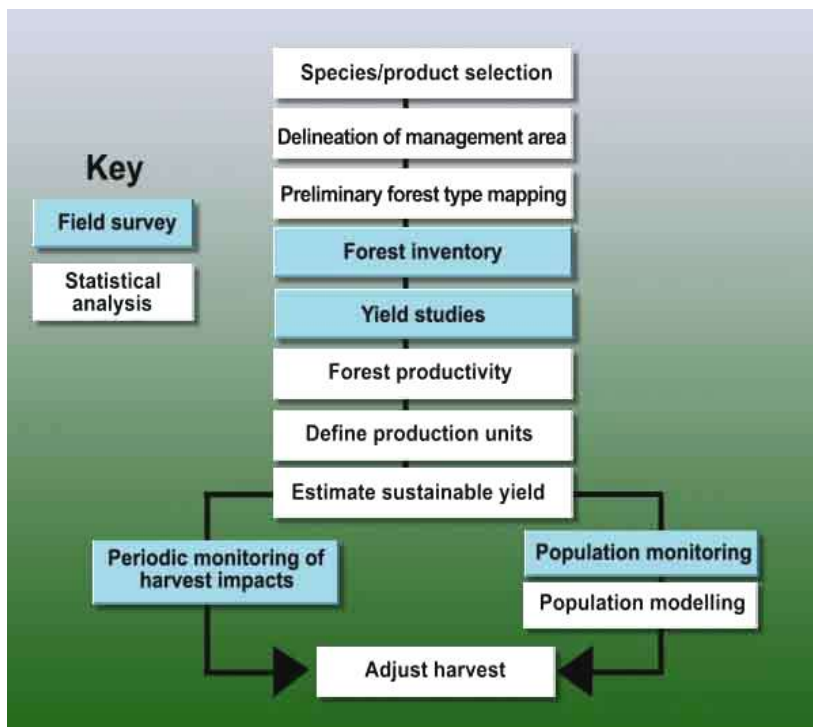 Species/product selection
Delineation of management area
Preliminary forest type mapping
Key
Field survey
Statistical
analysis
Forest inventory
Yield studies
Forest productivity
Define production units
Estimate sustainable yield
Periodic monitoring of
harvest impacts
Population monitoring
Population modelling
Adjust harvest